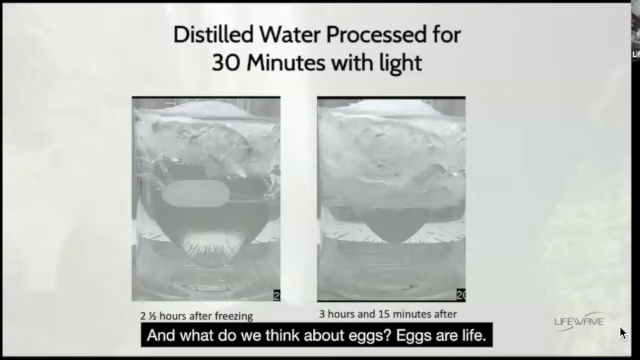 Distilled Water Processed for
30 Minutes with light
2 ½ hours after freezing
3 hours and 15 minutes after
And what do we think about eggs? Eggs are life.
LIFEWAVE